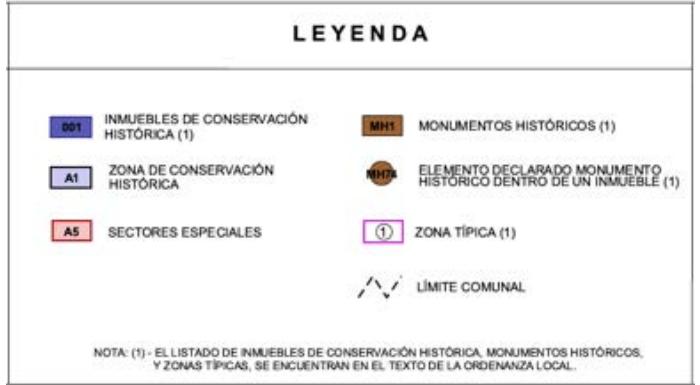 LEYENDA
001
INMUEBLES DE CONSERVACIÓN
HISTÓRICA (1)
MH1
MONUMENTOS HISTÓRICOS (1)
A1
ZONA DE CONSERVACIÓN
HISTÓRICA
MH74
ELEMENTO DECLARADO MONUMENTO
HISTÓRICO DENTRO DE UN INMUEBLE (1)
A5
SECTORES ESPECIALES
1
ZONA TÍPICA (1)
LÍMITE COMUNAL
NOTA: (1) - EL LISTADO DE INMUEBLES DE CONSERVACIÓN HISTÓRICA, MONUMENTOS HISTÓRICOS,
Y ZONAS TÍPICAS, SE ENCUENTRAN EN EL TEXTO DE LA ORDENANZA LOCAL.